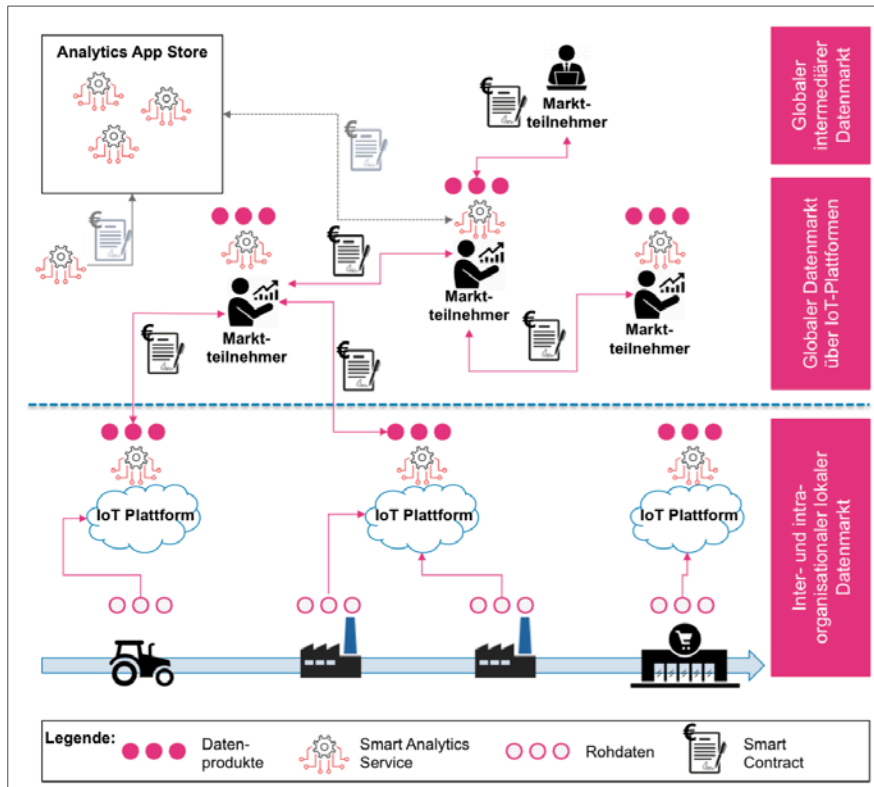 Analytics App Store
€
Markt-
teilnehmer
Globaler
intermediärer
Datenmarkt
€
€
€
Markt-
teilnehmer
€
Markt-
teilnehmer
€
Markt-
teilnehmer
€
€
Globaler Datenmarkt
über IoT-Plattformen
IoT Plattform
IoT Plattform
IoT Plattform
Inter- und intra-
organisationaler lokaler
Datenmarkt
Legende:
Daten-
produkte
Smart Analytics
Service
Rohdaten
€
Smart
Contract